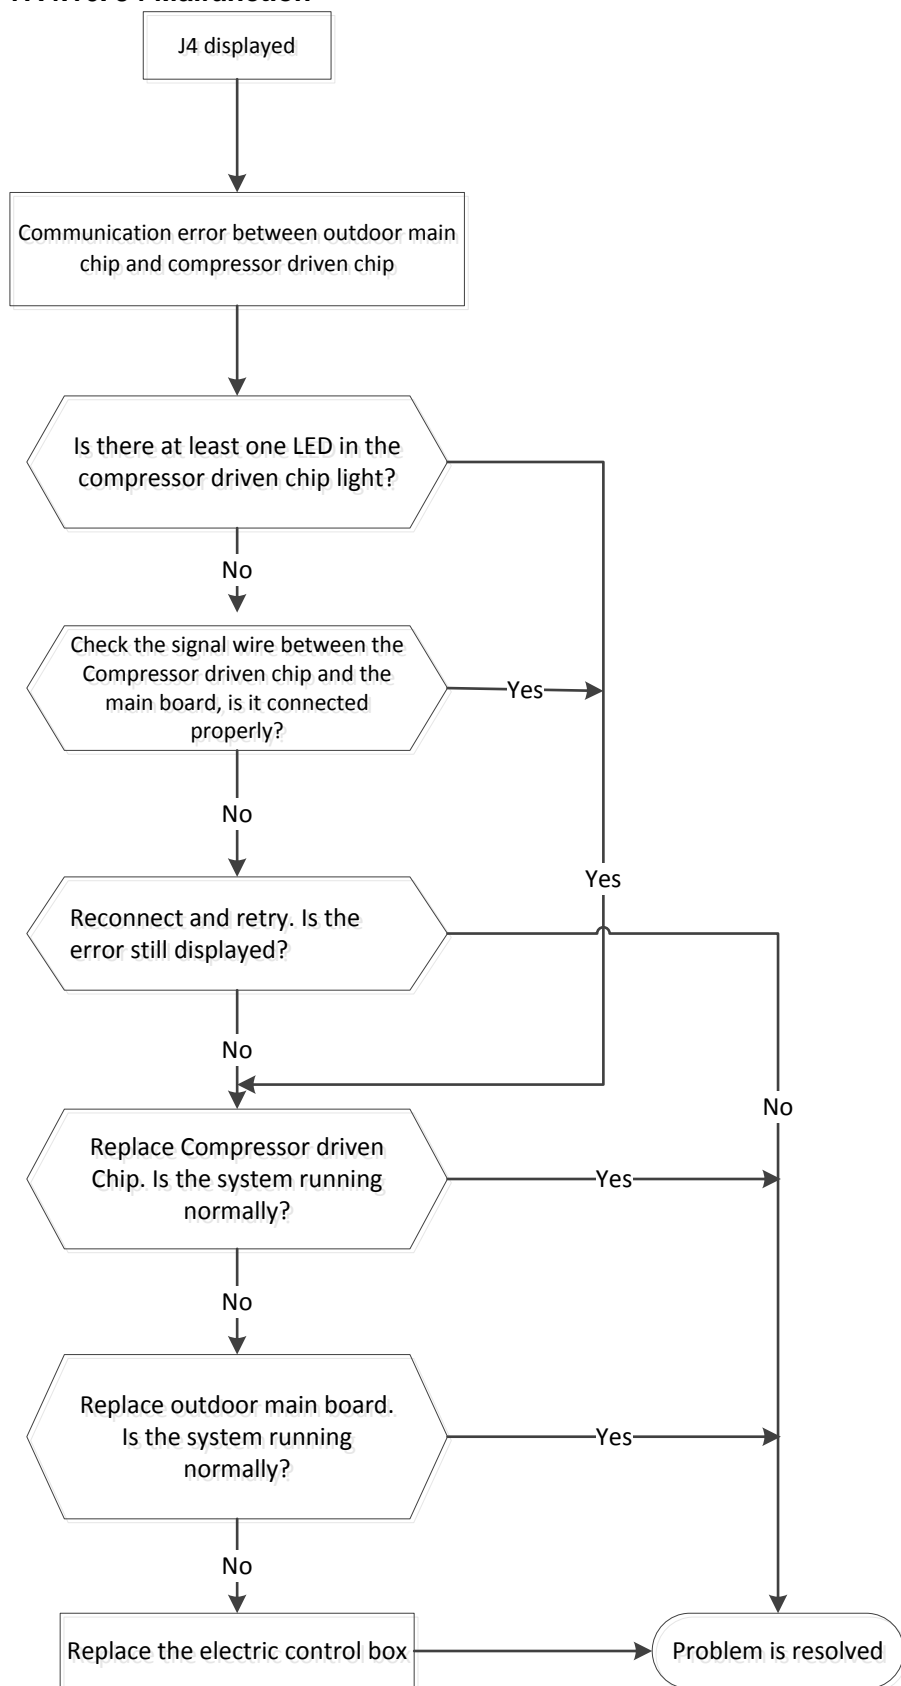 Malfunction
J4 displayed
Communication error between outdoor main
chip and compressor driven chip
Is there at least one LED in the
compressor driven chip light?
No
Check the signal wire between the
Compressor driven chip and the
main board, is it connected
properly?
Yes
No
Yes
Reconnect and retry. Is the
error still displayed?
No
No
Replace Compressor driven
Chip. Is the system running
normally?
Yes
No
Replace outdoor main board.
Is the system running
normally?
Yes
No
Replace the electric control box
Problem is resolved